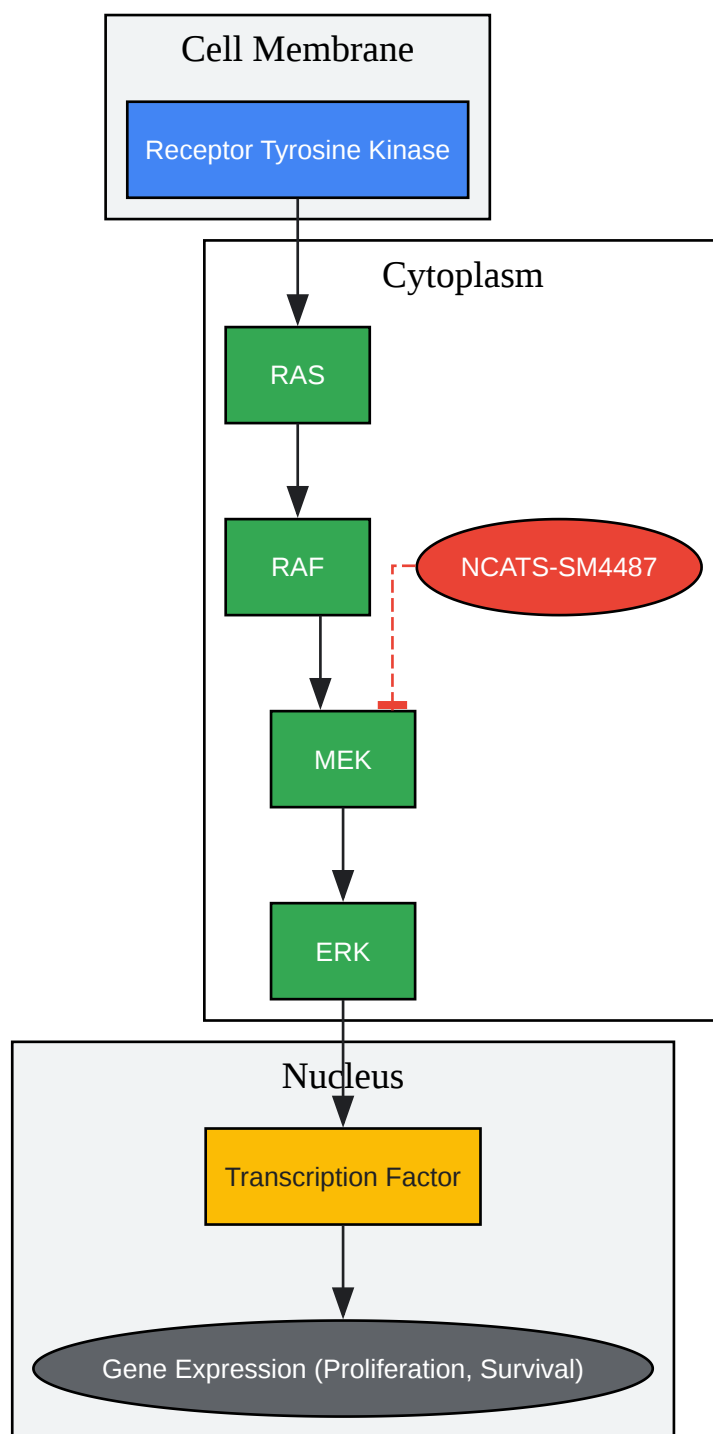 Cell Membrane
Receptor Tyrosine Kinase
Cytoplasm
RAS
RAF
NCATS-SM4487
MEK
ERK
Nucleus
Transcription Factor
Gene Expression (Proliferation, Survival)